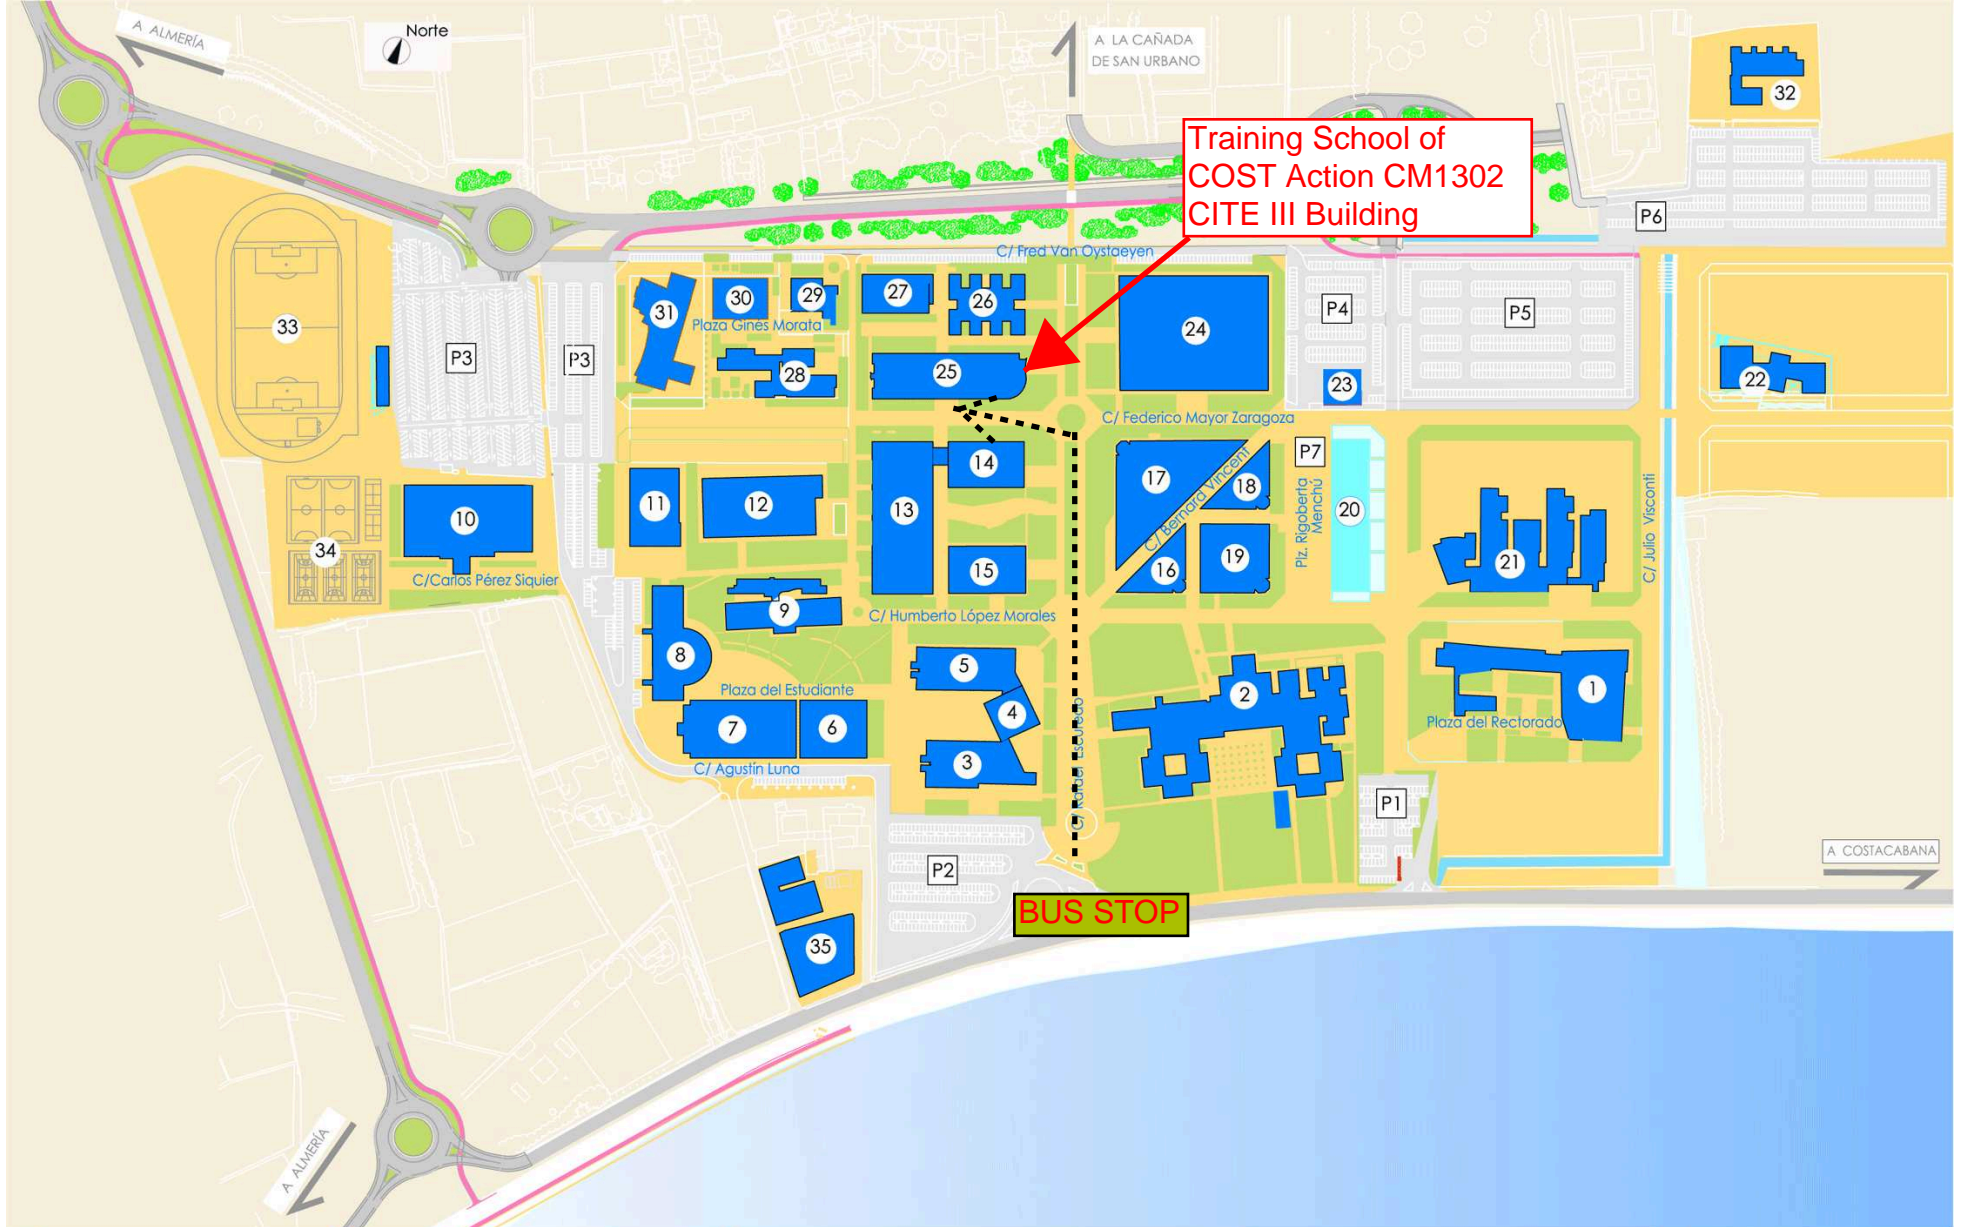 A ALMERÍA
Norte
A LA CAÑADA
DE SAN URBANO
32
Training School of
COST Action CM1302
CITE III Building
P6
C/ Fred Van Oystaeyen
33
P3
P3
31
30
29
27
26
Plaza Ginés Morata
28
25
24
P4
P5
23
22
C/ Federico Mayor Zaragoza
10
34
C/Carlos Pérez Siquier
11
12
13
14
15
17
18
C/ Bernard Vincent
16
19
P7
Plz. Rigoberta
Menchú
20
21
C/ Julio Visconti
9
C/ Humberto López Morales
8
5
Plaza del Estudiante
4
7
6
3
C/ Agustín Luna
C/ Rafael Escuredo
2
1
Plaza del Rectorado
P1
P2
A COSTACABANA
BUS STOP
35
A ALMERÍA